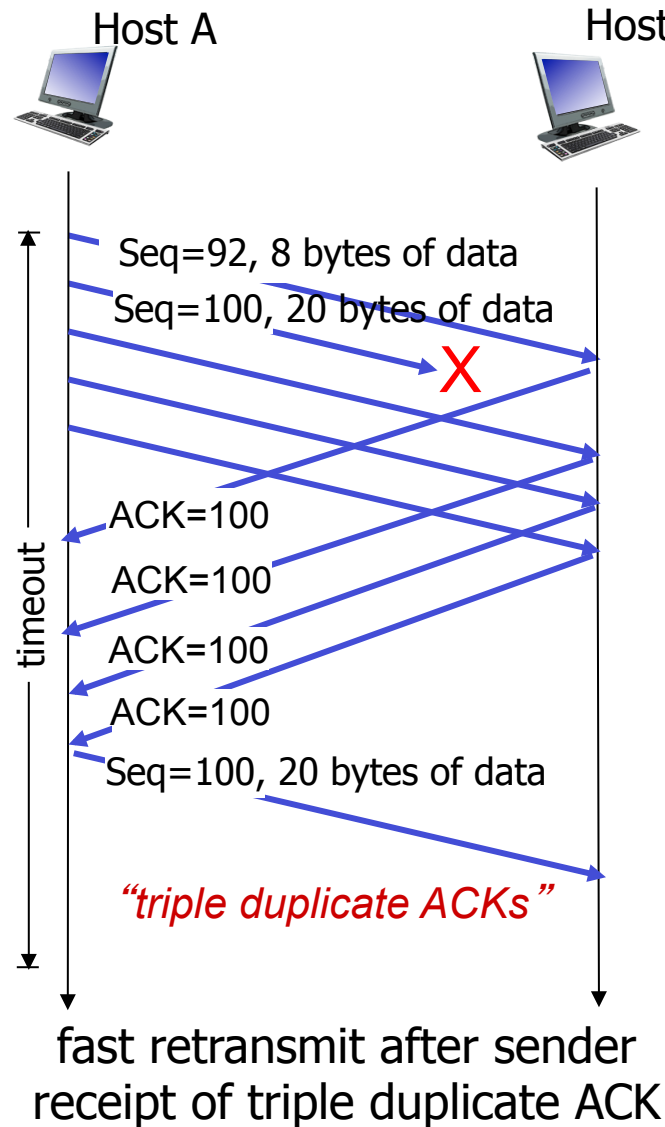 Host A
Host
Seq=92, 8 bytes of data
Seq=100, 20 bytes of data
X
ACK=100
timeout
ACK=100
ACK=100
ACK=100
Seq=100, 20 bytes of data
“triple duplicate ACKs”
fast retransmit after sender
receipt of triple duplicate ACK